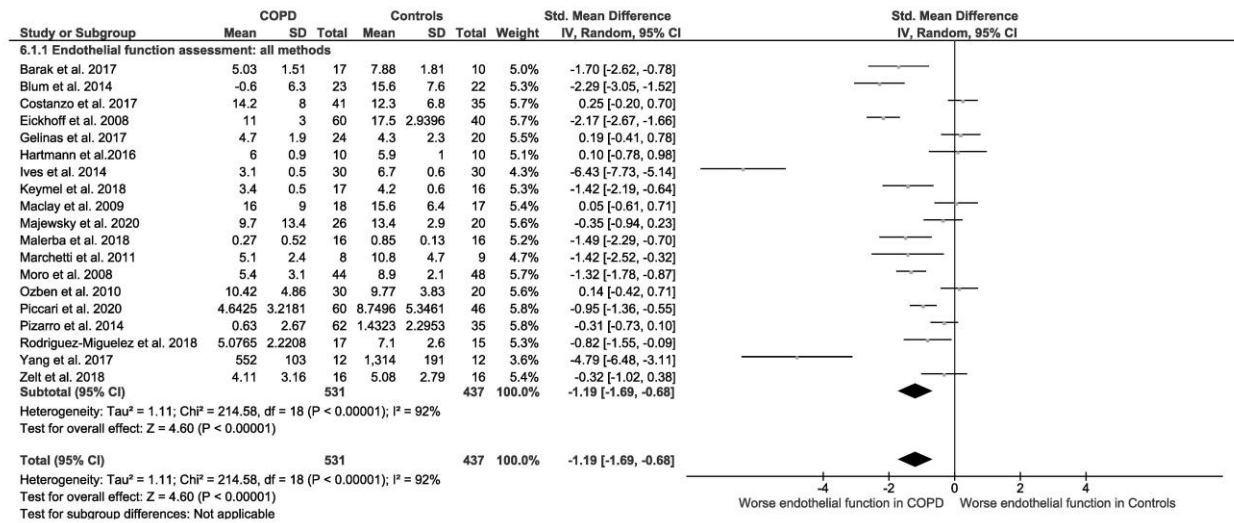 COPD Controls Std. Mean Difference Std. Mean Difference
Study or Subgroup Mean SD Total Mean SD Total Weight IV, Random, 95% CI IV, Random, 95% CI
6.1.1 Endothelial function assessment: all methods
Barak et al. 2017 5.03 1.51 17 7.88 1.81 10 5.0% -1.70 [-2.62, -0.78]
Blum et al. 2014 -0.6 6.3 23 15.6 7.6 22 5.2% -2.29 [-3.05, -1.52]
Costanzo et al. 2017 14.2 8 41 12.3 6.8 35 5.7% 0.25 [-0.20, 0.70]
Eickhoff et al. 2008 11 3 60 17.5 2.9396 40 5.7% -2.17 [-2.67, -1.66]
Gelinas et al. 2017 4.7 1.9 24 4.3 2.3 20 5.5% 0.19 [-0.41, 0.78]
Hartmann et al.2016 6 0.9 10 5.9 1 10 5.1% 0.10 [-0.78, 0.98]
Ives et al. 2014 3.1 0.5 30 6.7 0.6 30 4.2% -6.43 [-7.73, -5.14]
Keymel et al. 2018 3.4 0.5 17 4.2 0.6 16 5.2% -1.42 [-2.19, -0.64]
Maclay et al. 2009 16 9 18 15.6 6.4 17 5.4% 0.05 [-0.61, 0.71]
Majewsky et al. 2020 9.7 13.4 26 13.4 2.9 20 5.5% -0.35 [-0.94, 0.23]
Malerba et al. 2018 0.27 0.52 16 0.85 0.13 16 5.2% -1.49 [-2.29, -0.70]
Marchetti et al. 2011 5.1 2.4 8 10.8 4.7 9 4.7% -1.42 [-2.52, -0.32]
Moro et al. 2008 5.4 3.1 44 8.9 2.1 48 5.7% -1.32 [-1.78, -0.87]
Ozben et al. 2010 10.42 4.86 30 9.77 3.83 20 5.6% 0.14 [-0.42, 0.71]
Piccari et al. 2020 4.6425 3.2181 60 8.7496 5.3461 46 5.8% -0.95 [-1.36, -0.55]
Pizarro et al. 2014 0.63 2.67 62 1.4323 2.2953 35 5.7% -0.31 [-0.73, 0.10]
Rodriguez-Miguelez et al. 2018 5.0765 2.2208 17 7.1 2.6 15 5.3% -0.82 [-1.55, -0.09]
Yang et al. 2017 552 103 12 1,314 191 12 3.6% -4.79 [-6.48, -3.11]
Zelt et al. 2018 4.11 3.16 16 5.08 2.79 16 5.4% -0.32 [-1.02, 0.38]
Subtotal (95% CI) 531 437 100.0% -1.19 [-1.69, -0.68]
Heterogeneity: Tau² = 1.11; Chi² = 214.58, df = 18 (P < 0.00001); I² = 92%
Test for overall effect: Z = 4.60 (P < 0.00001)
Total (95% CI) 531 437 100.0% -1.19 [-1.69, -0.68]
Heterogeneity: Tau² = 1.11; Chi² = 214.58, df = 18 (P < 0.00001); I² = 92%
Test for overall effect: Z = 4.60 (P < 0.00001)
Test for subgroup differences: Not applicable
-4 -2 0 2 4
Worse endothelial function in COPD Worse endothelial function in Controls